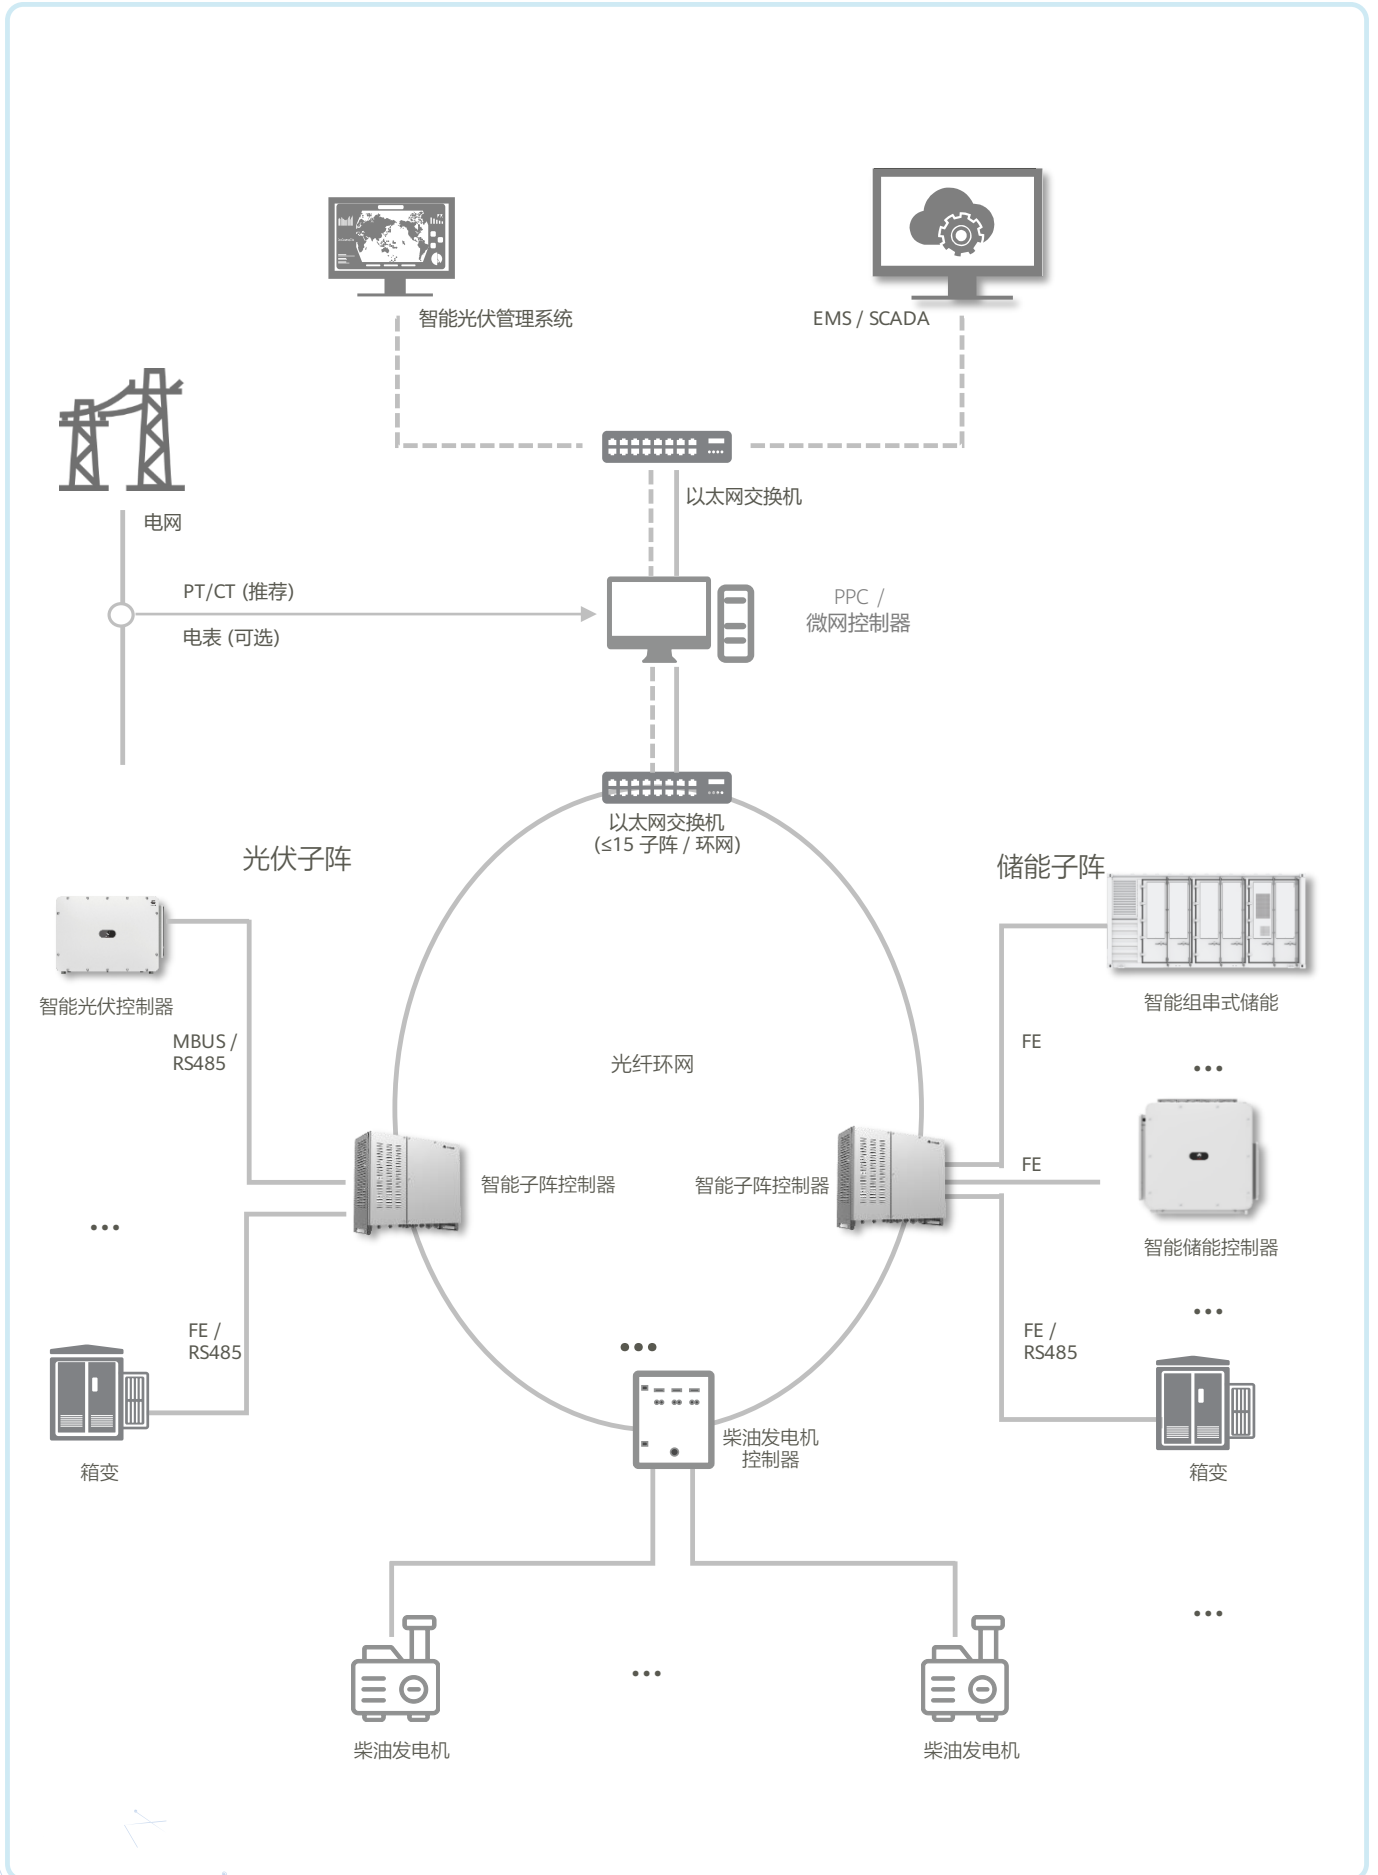 智能光伏管理系统
EMS / SCADA
以太网交换机
电网
PT/CT (推荐)
电表 (可选)
PPC /
微网控制器
以太网交换机
(≤15 子阵 / 环网)
光伏子阵
储能子阵
智能光伏控制器
智能组串式储能
MBUS /
RS485
FE
...
光纤环网
FE
智能子阵控制器
智能子阵控制器
...
智能储能控制器
...
FE /
RS485
...
FE /
RS485
柴油发电机
控制器
箱变
箱变
...
...
柴油发电机
柴油发电机